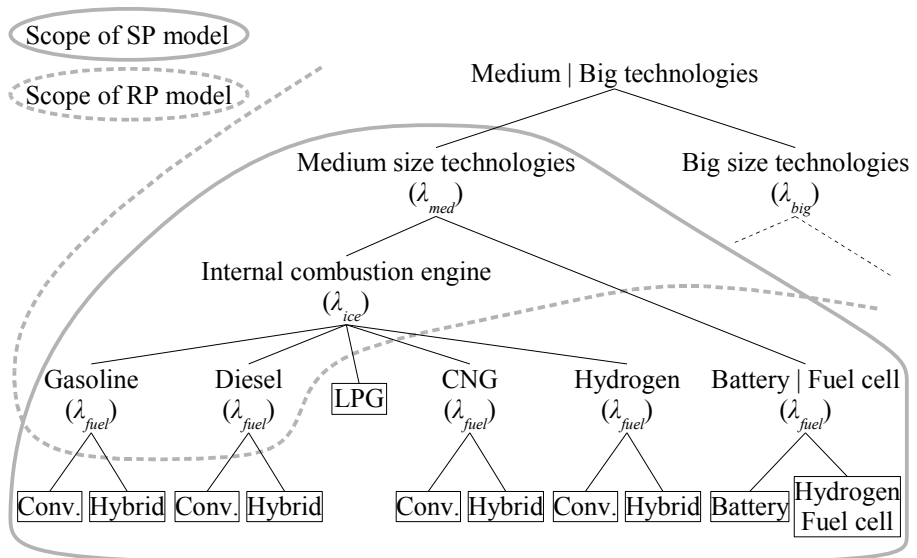 Scope of SP model
Scope of RP model
Medium | Big technologies
Medium size technologies
(λmed)
Big size technologies
(λbig)
Internal combustion engine
(λice)
Gasoline
(λfuel)
Diesel
(λfuel)
LPG
CNG
(λfuel)
Hydrogen
(λfuel)
Battery | Fuel cell
(λfuel)
Conv.
Hybrid
Conv.
Hybrid
Conv.
Hybrid
Conv.
Hybrid
Battery
Hydrogen
Fuel cell